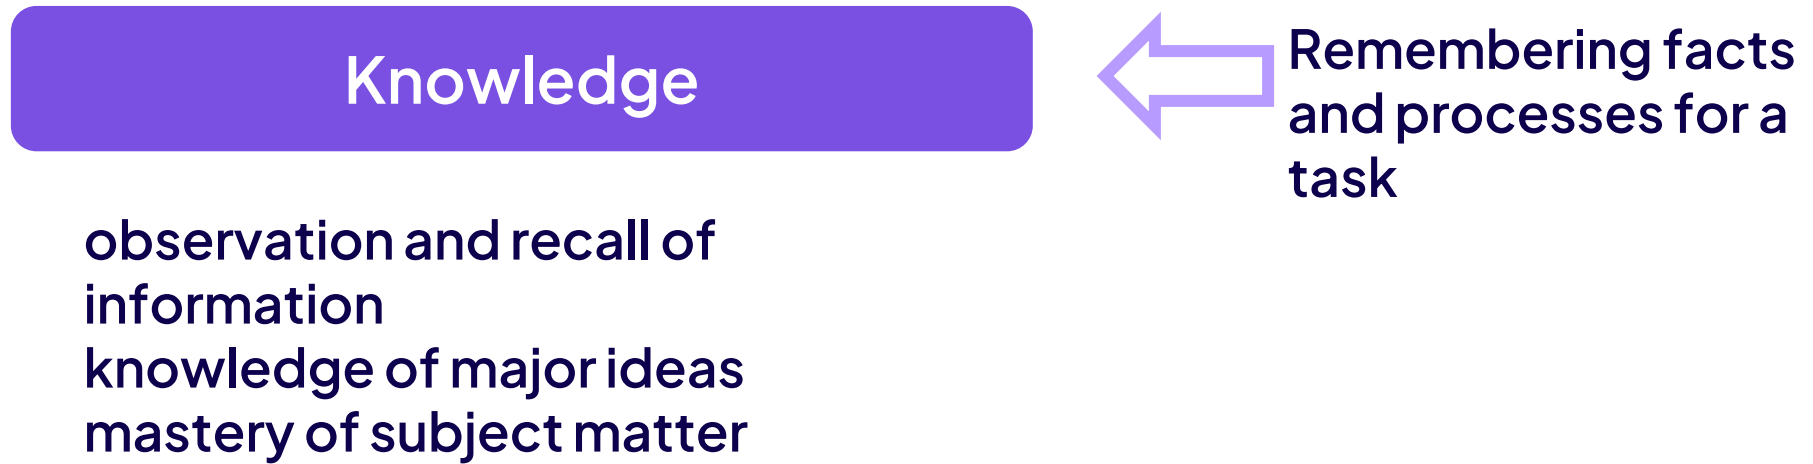 Knowledge
Remembering facts
and processes for a
task
observation and recall of
information
knowledge of major ideas
mastery of subject matter